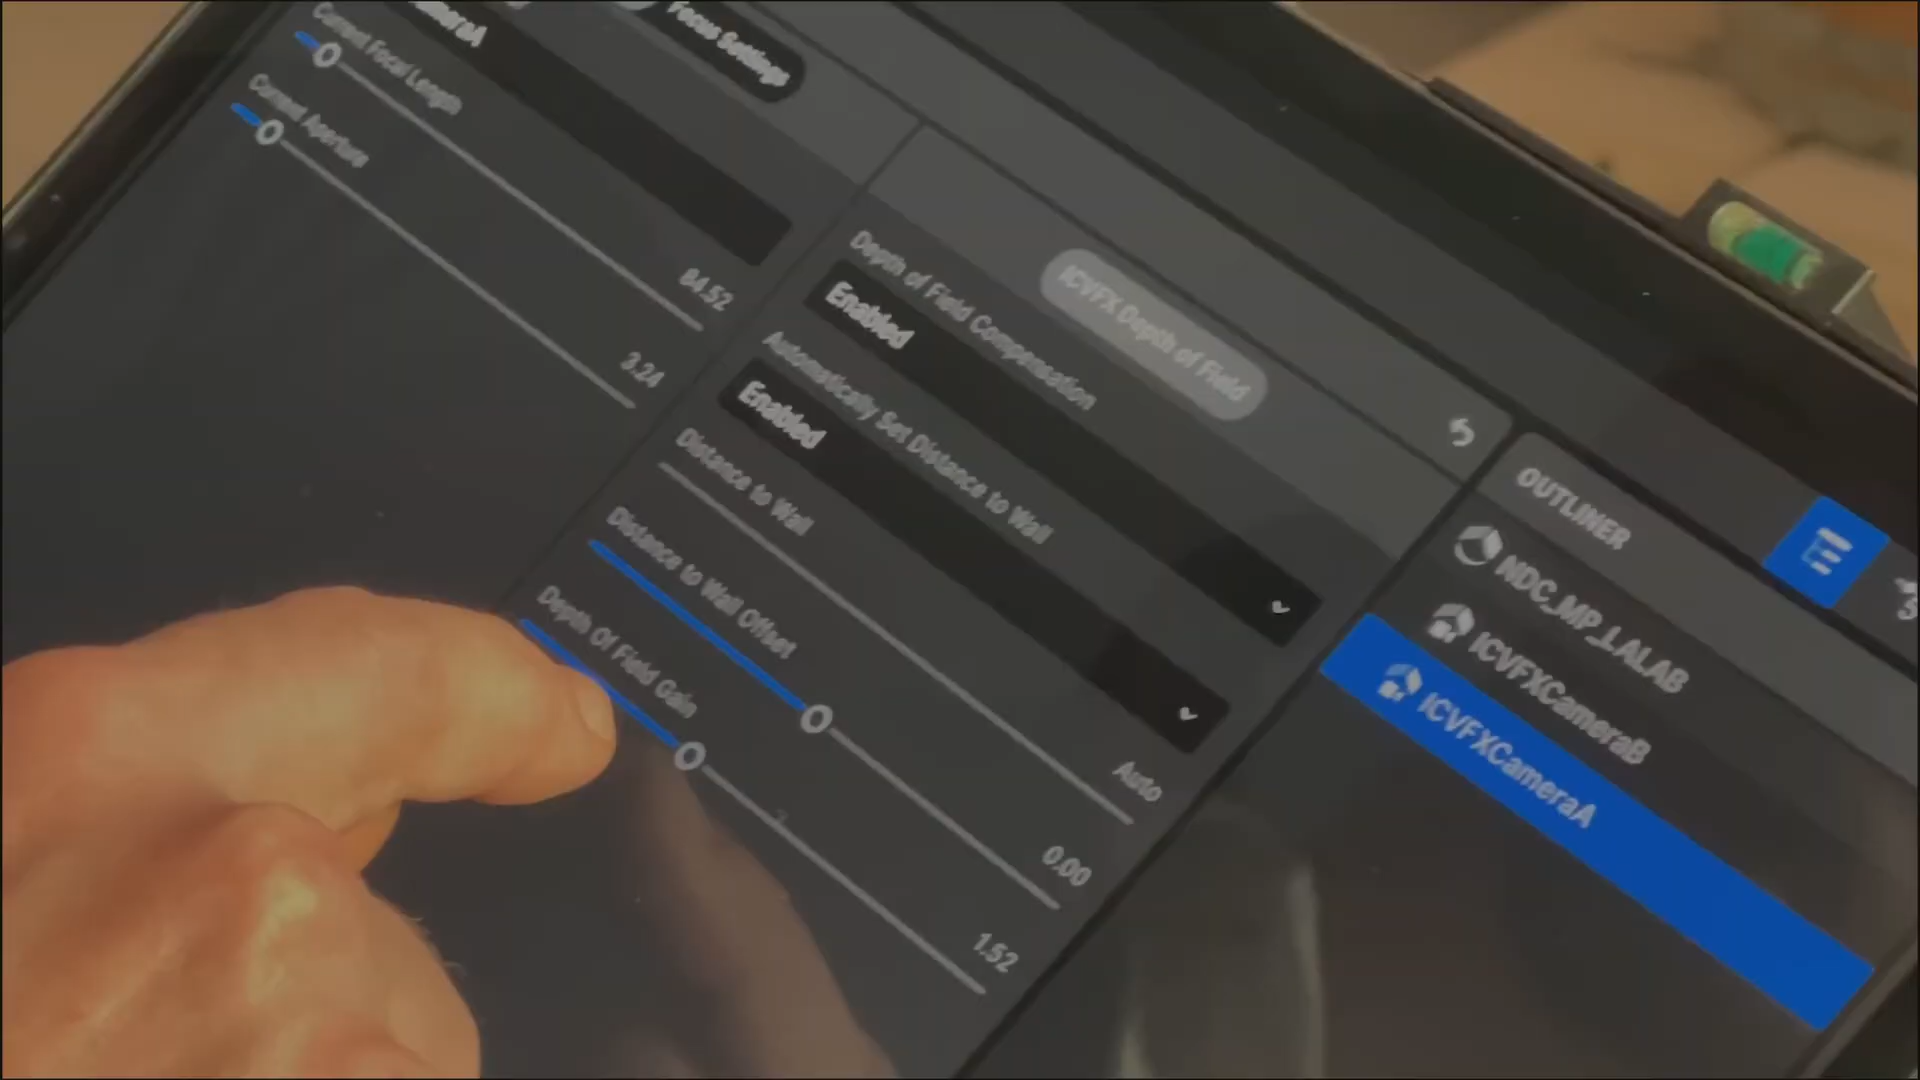 Focus Settings
Current Focal Length
84.52
Current Aperture
3.24
ICVFX Depth of Field
Depth of Field Compensation
Enabled
Automatically Set Distance to Wall
Enabled
Distance to Wall
Auto
Distance to Wall Offset
0.00
Depth Of Field Gain
1.52
OUTLINER
NDC_MP_LALAB
ICVFXCameraB
ICVFXCameraA